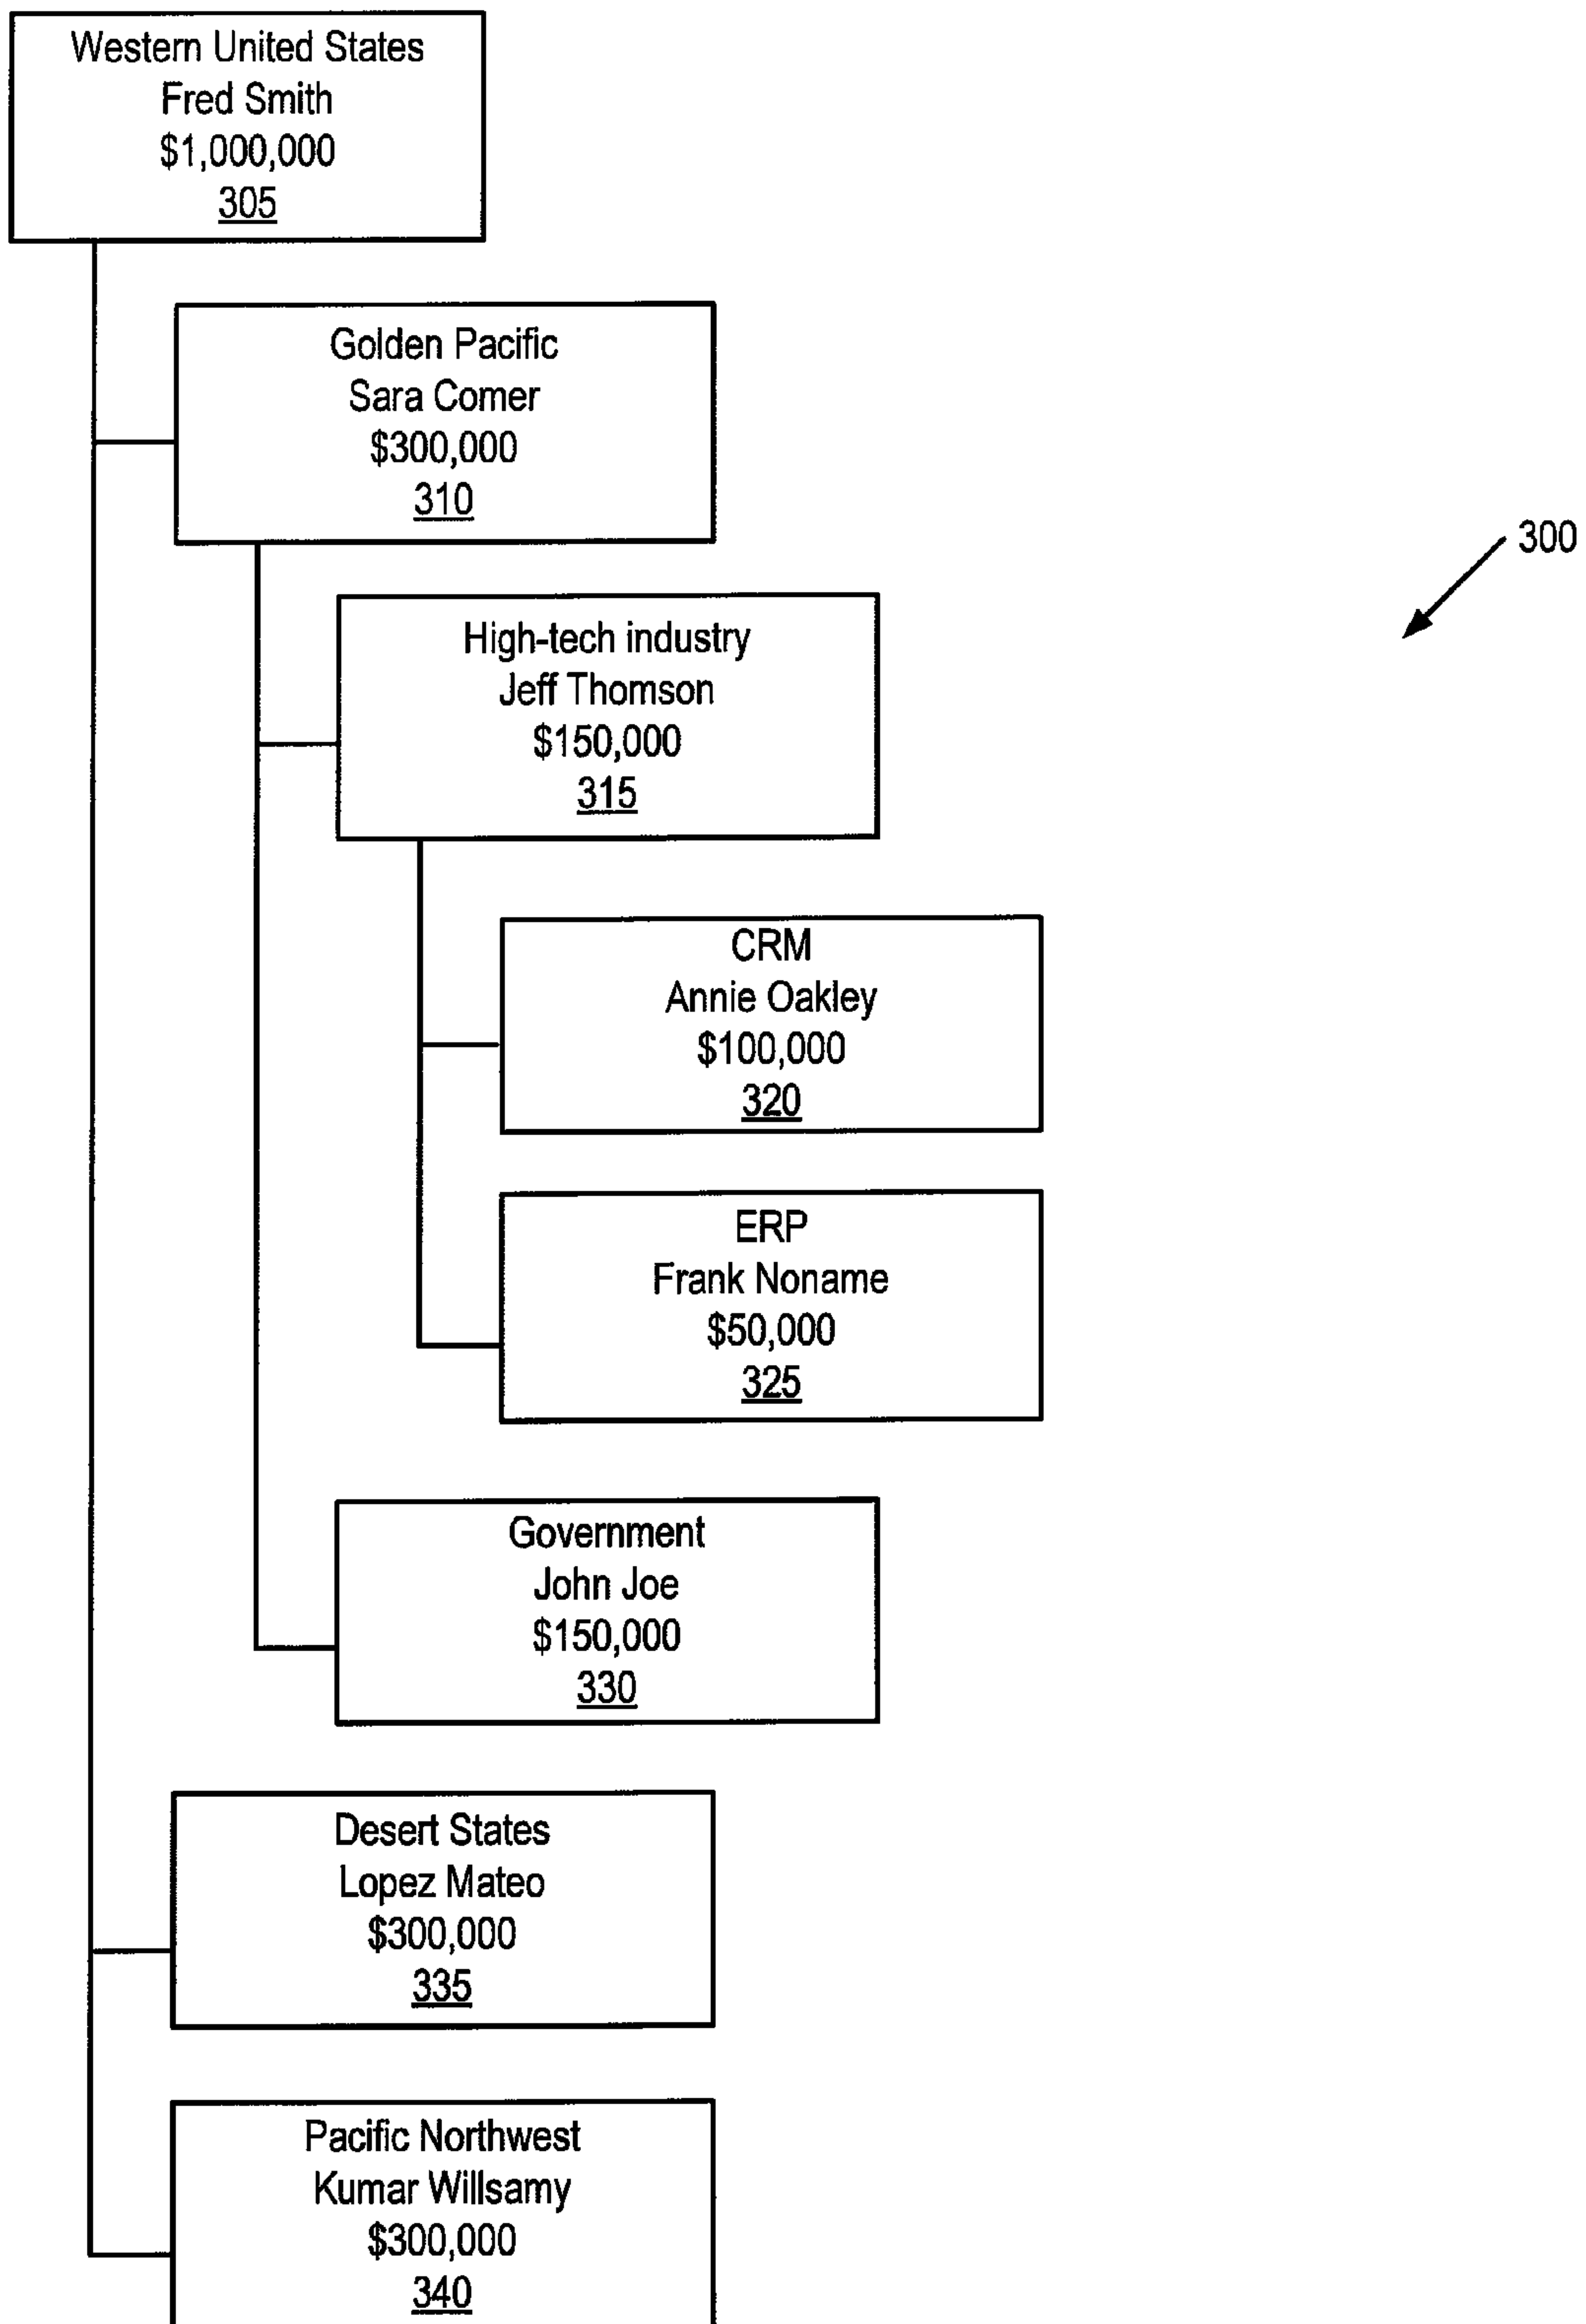 Western United States
Fred Smith
$1,000,000
305
Golden Pacific
Sara Comer
$300,000
310
300
High-tech industry
Jeff Thomson
$150,000
315
CRM
Annie Oakley
$100,000
320
ERP
Frank Noname
$50,000
325
Government
John Joe
$150,000
330
Desert States
Lopez Mateo
$300,000
335
Pacific Northwest
Kumar Willsamy
$300,000
340